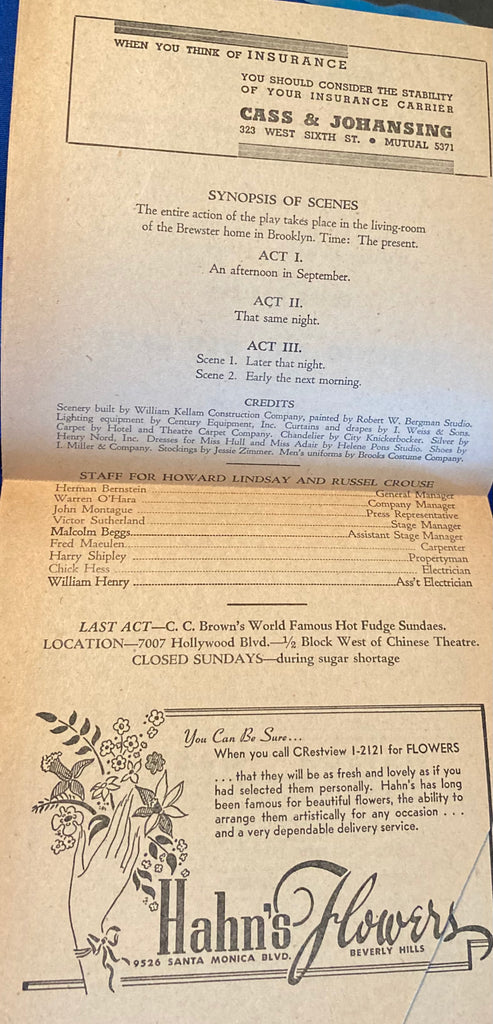 WHEN YOU THINK OF INSURANCE
YOU SHOULD CONSIDER THE STABILITY
OF YOUR INSURANCE CARRIER
CASS & JOHANSING
323 WEST SIXTH ST. ● MUTUAL 5371
SYNOPSIS OF SCENES
The entire action of the play takes place in the living-room
of the Brewster home in Brooklyn. Time: The present.
ACT I.
An afternoon in September.
ACT II.
That same night.
ACT III.
Scene 1. Later that night.
Scene 2. Early the next morning.
CREDITS
Scenery built by William Kellam Construction Company, painted by Robert W. Bergman Studio.
Lighting equipment by Century Equipment, Inc. Curtains and drapes by I. Weiss & Sons.
Carpet by Hotel and Theatre Carpet Company. Chandelier by City Knickerbocker. Silver by
Henry Nord, Inc. Dresses for Miss Hull and Miss Adair by Helene Pons Studio. Shoes by
I. Miller & Company. Stockings by Jessie Zimmer. Men's uniforms by Brooks Costume Company.
STAFF FOR HOWARD LINDSAY AND RUSSEL CROUSE
Herman Bernstein General Manager
Warren O'Hara Company Manager
John Montague Press Representative
Victor Sutherland Stage Manager
Malcolm Beggs Assistant Stage Manager
Fred Maeulen Carpenter
Harry Shipley Propertyman
Chick Hess Electrician
William Henry Ass't Electrician
LAST ACT—C. C. Brown's World Famous Hot Fudge Sundaes.
LOCATION—7007 Hollywood Blvd.—½ Block West of Chinese Theatre.
CLOSED SUNDAYS—during sugar shortage
You Can Be Sure...
When you call CRestview 1-2121 for FLOWERS
. . . that they will be as fresh and lovely as if you
had selected them personally. Hahn's has long
been famous for beautiful flowers, the ability to
arrange them artistically for any occasion . . .
and a very dependable delivery service.
Hahn's Flowers
9526 SANTA MONICA BLVD. BEVERLY HILLS